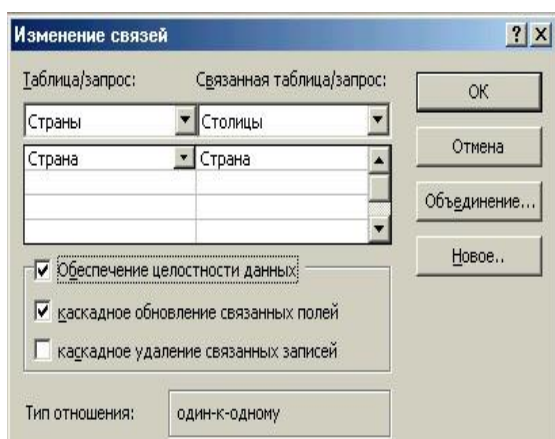 Изменение связей
Таблица/запрос: Связанная таблица/запрос:
Страны Столицы
Страна Страна
ОК
Отмена
Объединение...
Новое..
Обеспечение целостности данных
каскадное обновление связанных полей
каскадное удаление связанных записей
Тип отношения: один-к-одному